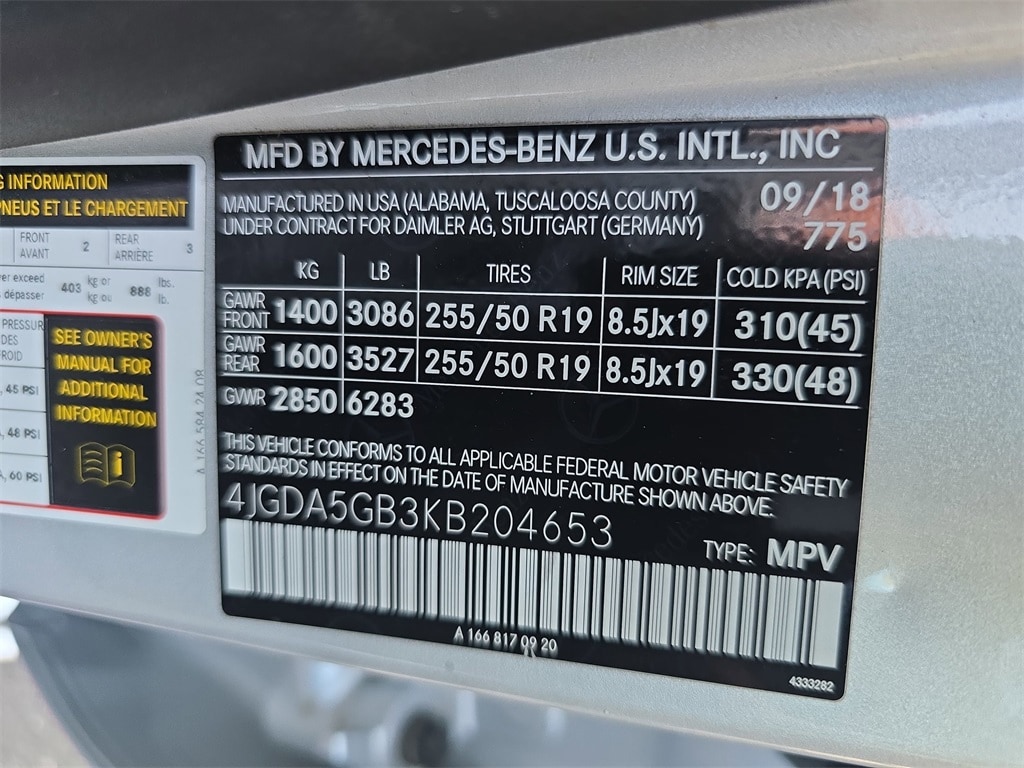 G INFORMATION
PNEUS ET LE CHARGEMENT
FRONT
AVANT
2
REAR
ARRIÈRE
3
er exceed
dépasser
403 kg or
kg ou
888 lbs.
lb.
PRESSUR
DES
ROID
, 45 PSI
, 48 PSI
A, 60 PSI
SEE OWNER'S
MANUAL FOR
ADDITIONAL
INFORMATION
A 166 584 24 08
MFD BY MERCEDES-BENZ U.S. INTL., INC
MANUFACTURED IN USA (ALABAMA, TUSCALOOSA COUNTY)
UNDER CONTRACT FOR DAIMLER AG, STUTTGART (GERMANY)
09/18
775
KG LB TIRES RIM SIZE COLD KPA (PSI)
GAWR
FRONT 1400 3086 255/50 R19 8.5Jx19 310(45)
GAWR
REAR 1600 3527 255/50 R19 8.5Jx19 330(48)
GVWR 2850 6283
THIS VEHICLE CONFORMS TO ALL APPLICABLE FEDERAL MOTOR VEHICLE SAFETY
STANDARDS IN EFFECT ON THE DATE OF MANUFACTURE SHOWN ABOVE.
4JGDA5GB3KB204653
TYPE: MPV
A 166 817 09 20
4333282